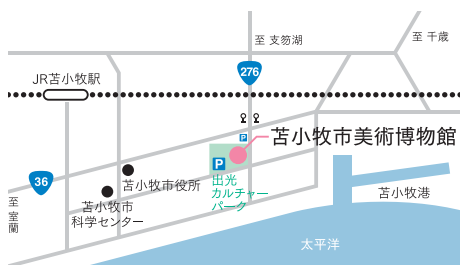 至 支笏湖
至 千歳
JR苫小牧駅
276
P
苫小牧市美術博物館
P
36
苫小牧市役所
出光
カルチャー
パーク
至
室
蘭
苫小牧市
科学センター
苫小牧港
太平洋